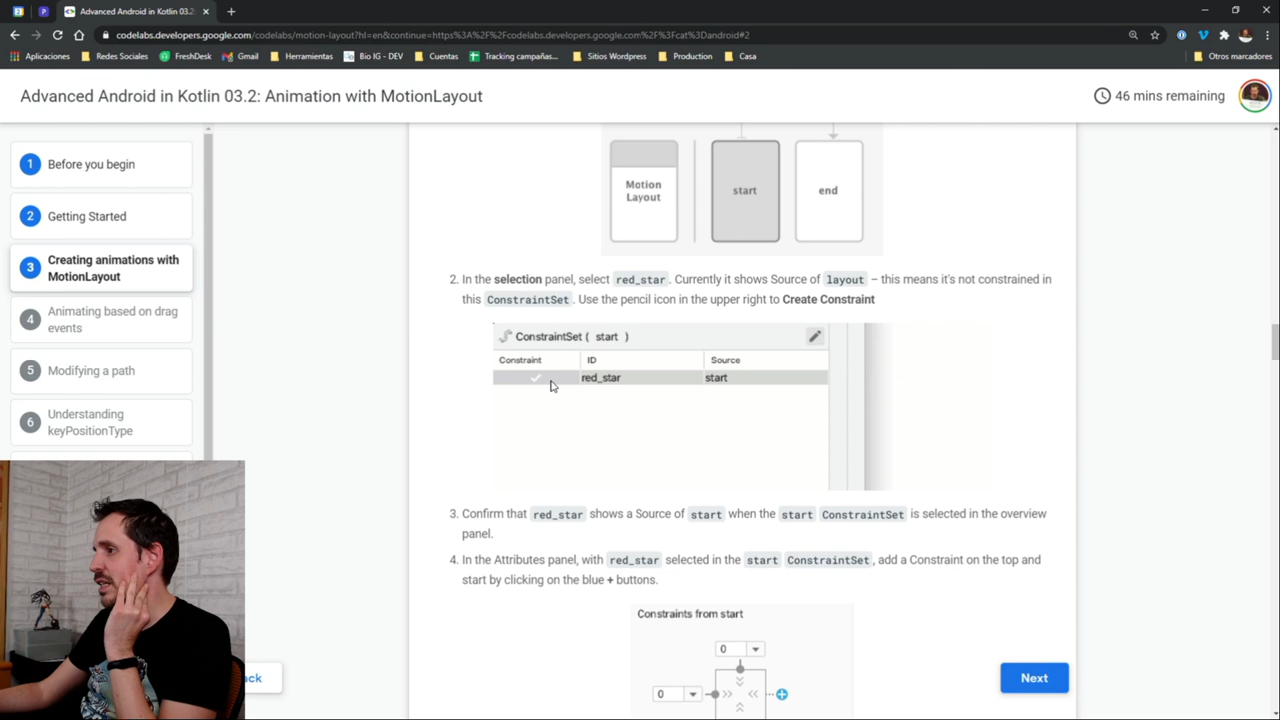 Advanced Android in Kotlin 03.2:
codelabs.developers.google.com/codelabs/motion-layout?hl=en&continue=https%3A%2F%2Fcodelabs.developers.google.com%2F%3Fcat%3Dandroid#2
Aplicaciones
Redes Sociales
FreshDesk
Gmail
Herramientas
Bio IG - DEV
Cuentas
Tracking campañas...
Sitios Wordpress
Production
Casa
Otros marcadores
Advanced Android in Kotlin 03.2: Animation with MotionLayout
46 mins remaining
1 Before you begin
2 Getting Started
3 Creating animations with
MotionLayout
4 Animating based on drag
events
5 Modifying a path
6 Understanding
keyPositionType
Motion
Layout
start
end
2. In the selection panel, select red_star. Currently it shows Source of layout – this means it's not constrained in
this ConstraintSet. Use the pencil icon in the upper right to Create Constraint
ConstraintSet ( start )
Constraint ID Source
red_star start
3. Confirm that red_star shows a Source of start when the start ConstraintSet is selected in the overview
panel.
4. In the Attributes panel, with red_star selected in the start ConstraintSet, add a Constraint on the top and
start by clicking on the blue + buttons.
Constraints from start
0
0
ck
Next